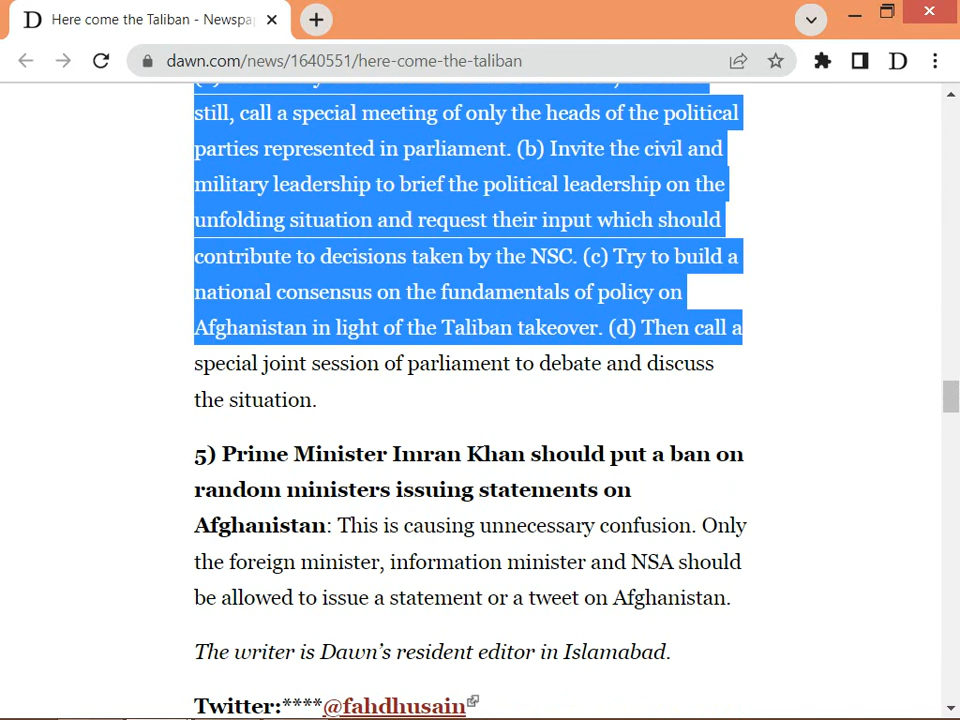 Here come the Taliban - Newspa
dawn.com/news/1640551/here-come-the-taliban
still, call a special meeting of only the heads of the political
parties represented in parliament. (b) Invite the civil and
military leadership to brief the political leadership on the
unfolding situation and request their input which should
contribute to decisions taken by the NSC. (c) Try to build a
national consensus on the fundamentals of policy on
Afghanistan in light of the Taliban takeover. (d) Then call a
special joint session of parliament to debate and discuss
the situation.
5) Prime Minister Imran Khan should put a ban on
random ministers issuing statements on
Afghanistan: This is causing unnecessary confusion. Only
the foreign minister, information minister and NSA should
be allowed to issue a statement or a tweet on Afghanistan.
The writer is Dawn’s resident editor in Islamabad.
Twitter:****@fahdhusain